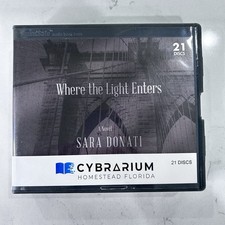 21
DISCS
Where the Light Enters
A Novel
SARA DONATI
CYBRARIUM
HOMESTEAD FLORIDA
21 DISCS